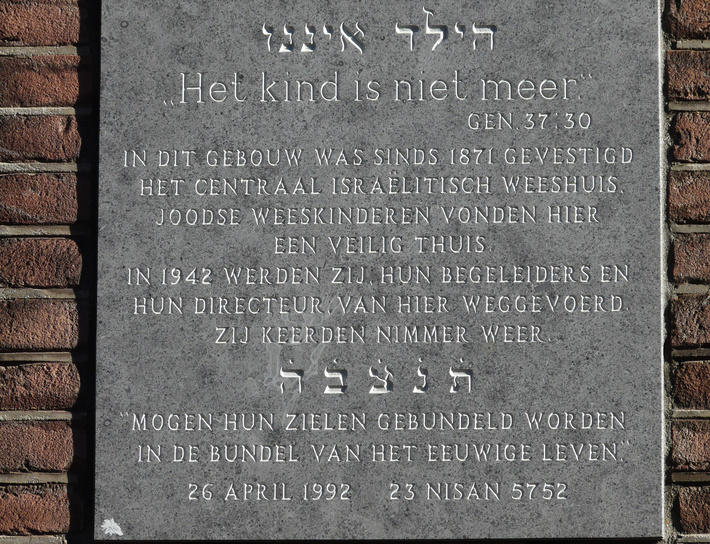 הילד איננו
„Het kind is niet meer.“
GEN. 37:30
IN DIT GEBOUW WAS SINDS 1871 GEVESTIGD
HET CENTRAAL ISRAËLITISCH WEESHUIS.
JOODSE WEESKINDEREN VONDEN HIER
EEN VEILIG THUIS.
IN 1942 WERDEN ZIJ, HUN BEGELEIDERS EN
HUN DIRECTEUR, VAN HIER WEGGEVOERD.
ZIJ KEERDEN NIMMER WEER.
ת נ צ ב ה
“MOGEN HUN ZIELEN GEBUNDELD WORDEN
IN DE BUNDEL VAN HET EEUWIGE LEVEN.”
26 APRIL 1992 23 NISAN 5752